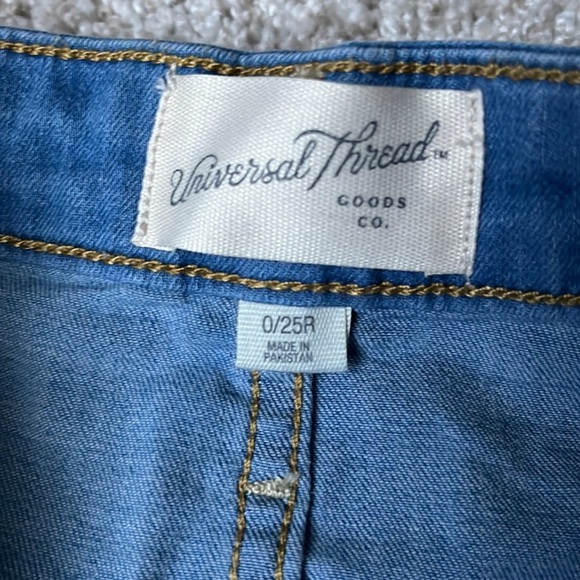 Universal Thread™
GOODS
CO.
0/25R
MADE IN
PAKISTAN